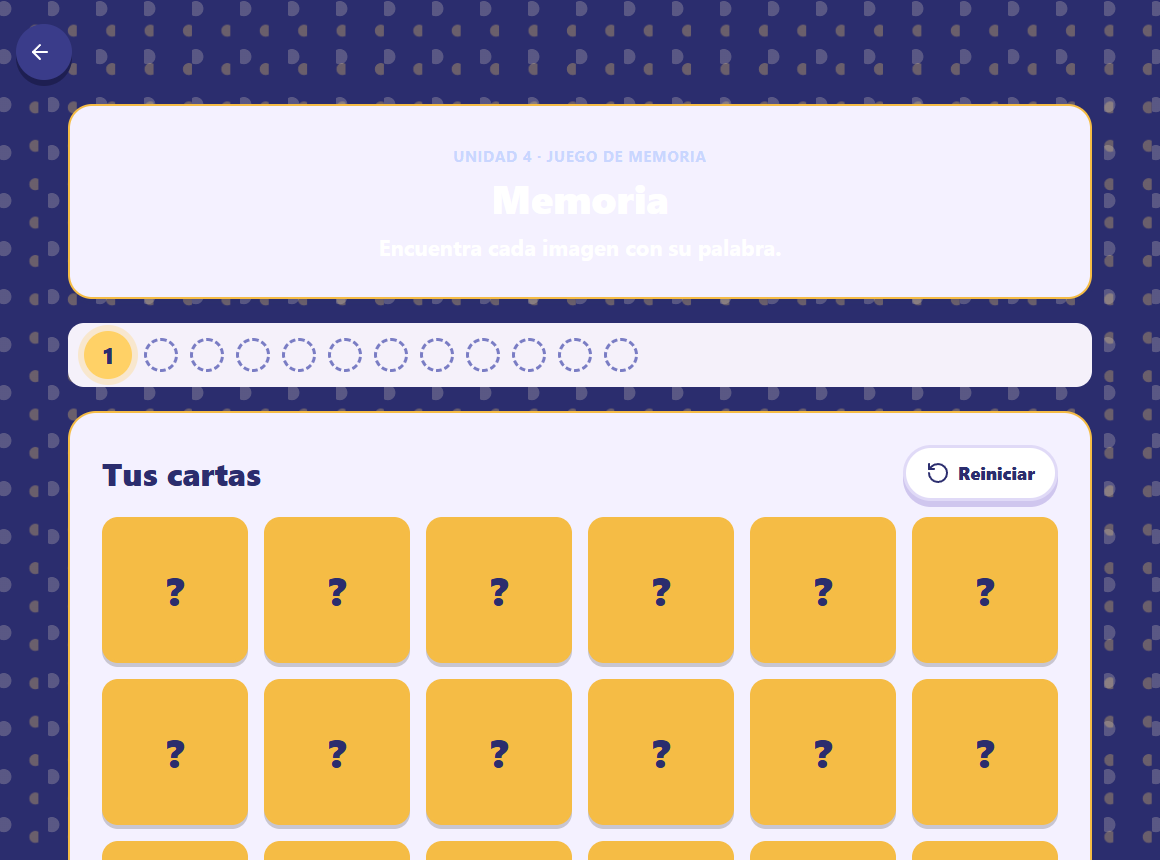 UNIDAD 4 · JUEGO DE MEMORIA
Memoria
Encuentra cada imagen con su palabra.
1
Tus cartas
Reiniciar
? ? ? ? ? ?
? ? ? ? ? ?